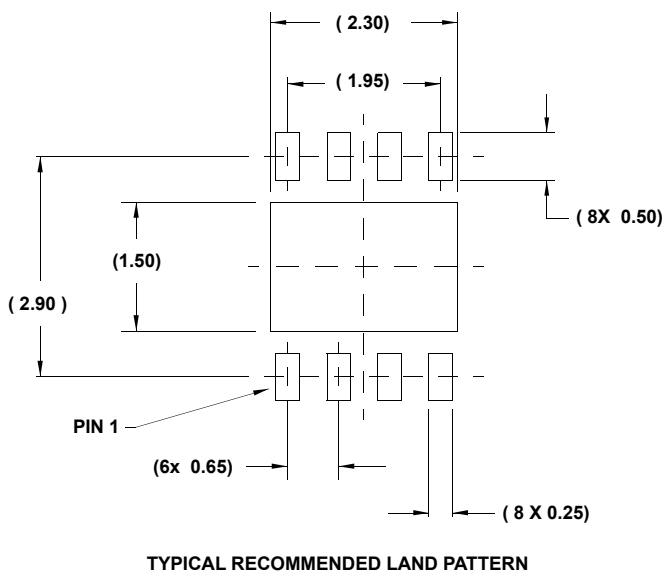 ( 2.30)
( 1.95)
( 8X 0.50)
(1.50)
( 2.90 )
PIN 1
(6x 0.65)
( 8 X 0.25)
TYPICAL RECOMMENDED LAND PATTERN